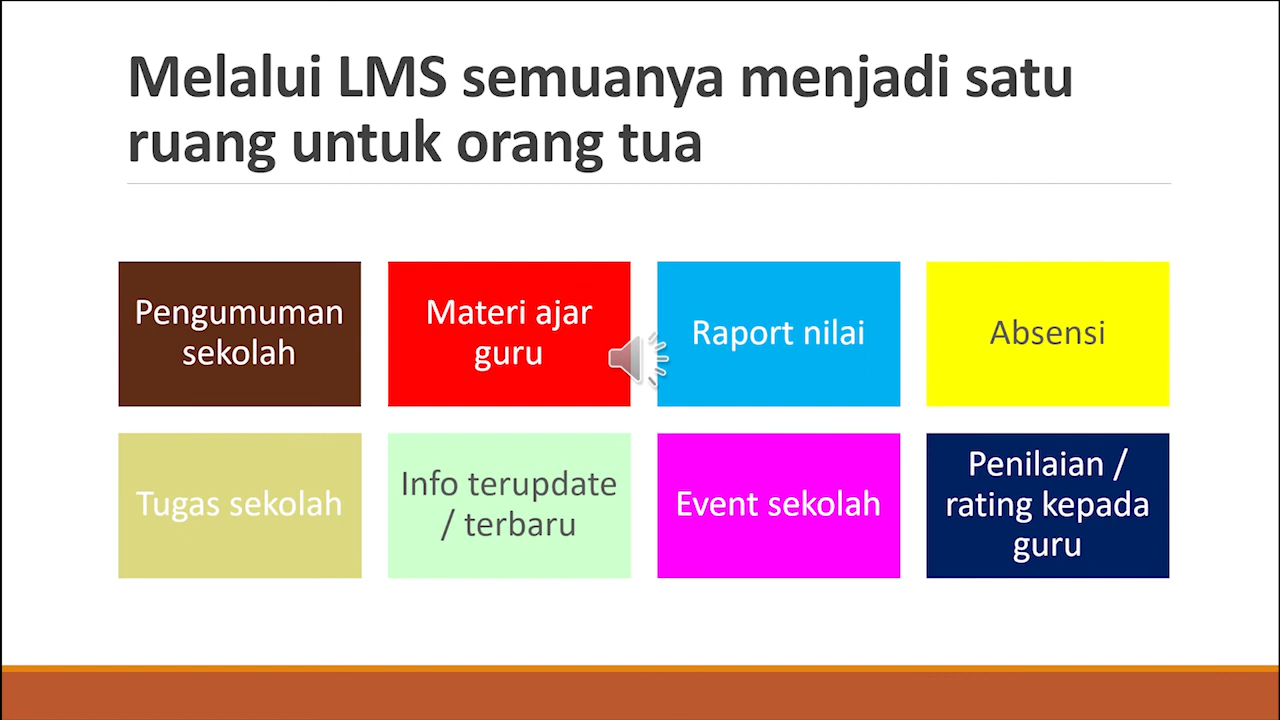 Melalui LMS semuanya menjadi satu
ruang untuk orang tua
Pengumuman
sekolah
Materi ajar
guru
Raport nilai
Absensi
Tugas sekolah
Info terupdate
/ terbaru
Event sekolah
Penilaian /
rating kepada
guru